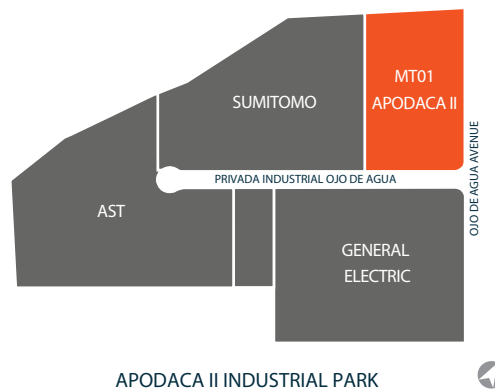 MT01
APODACA II
SUMITOMO
PRIVADA INDUSTRIAL OJO DE AGUA
OJO DE AGUA AVENUE
AST
GENERAL
ELECTRIC
APODACA II INDUSTRIAL PARK